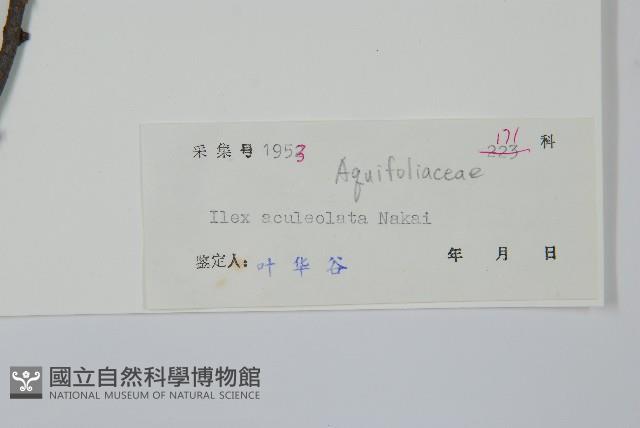 采集号 1953 171 223 科
Aquifoliaceae
Ilex aculeolata Nakai
鉴定人: 叶华谷 年 月 日
國立自然科學博物館
NATIONAL MUSEUM OF NATURAL SCIENCE